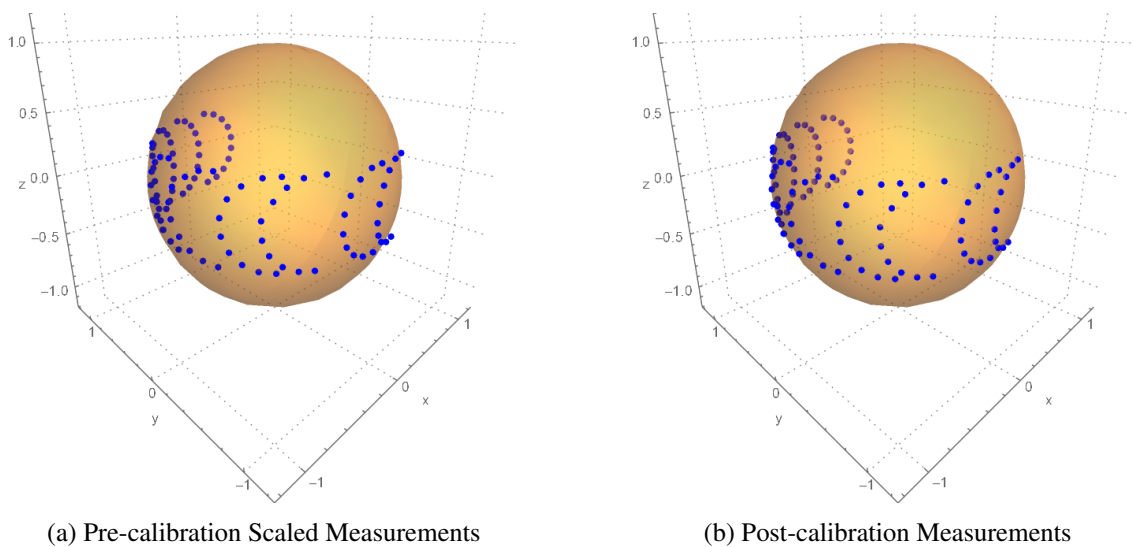 1.0
0.5
z 0.0
−0.5
−1.0
1
0
y
−1
1
0
x
−1
1.0
0.5
z 0.0
−0.5
−1.0
1
0
y
−1
1
0
x
−1
(a) Pre-calibration Scaled Measurements
(b) Post-calibration Measurements